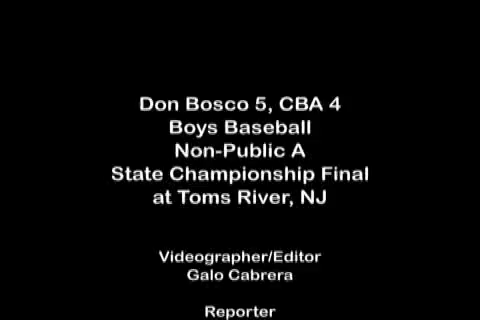 Don Bosco 5, CBA 4
Boys Baseball
Non-Public A
State Championship Final
at Toms River, NJ
Videographer/Editor
Galo Cabrera
Reporter